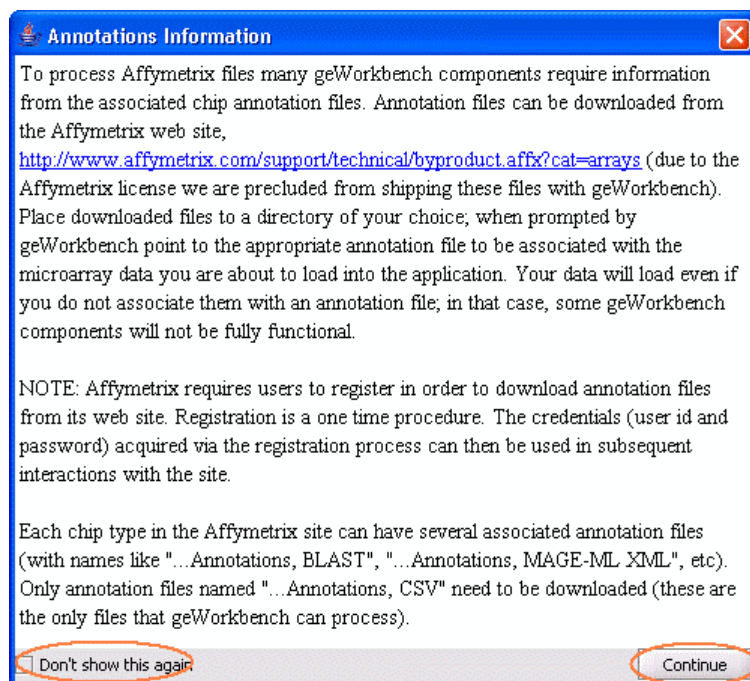 Annotations Information
To process Affymetrix files many geWorkbench components require information
from the associated chip annotation files. Annotation files can be downloaded from
the Affymetrix web site,
http://www.affymetrix.com/support/technical/byproduct.affx?cat=arrays (due to the
Affymetrix license we are precluded from shipping these files with geWorkbench).
Place downloaded files to a directory of your choice; when prompted by
geWorkbench point to the appropriate annotation file to be associated with the
microarray data you are about to load into the application. Your data will load even if
you do not associate them with an annotation file; in that case, some geWorkbench
components will not be fully functional.
NOTE: Affymetrix requires users to register in order to download annotation files
from its web site. Registration is a one time procedure. The credentials (user id and
password) acquired via the registration process can then be used in subsequent
interactions with the site.
Each chip type in the Affymetrix site can have several associated annotation files
(with names like "...Annotations, BLAST", "...Annotations, MAGE-ML XML", etc).
Only annotation files named "...Annotations, CSV" need to be downloaded (these are
the only files that geWorkbench can process).
Don't show this again
Continue